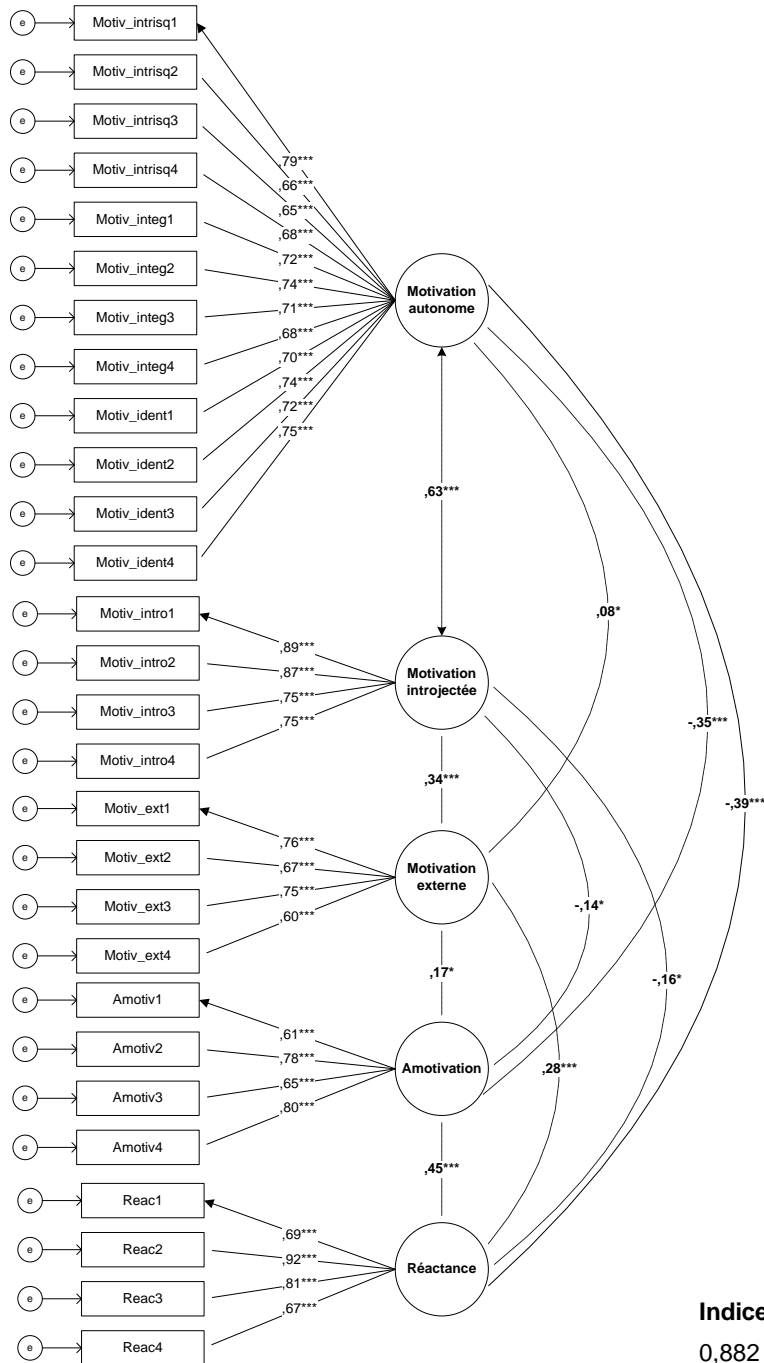 e
Motiv_intrisq1
e
Motiv_intrisq2
e
Motiv_intrisq3
e
Motiv_intrisq4
e
Motiv_integ1
e
Motiv_integ2
e
Motiv_integ3
e
Motiv_integ4
e
Motiv_ident1
e
Motiv_ident2
e
Motiv_ident3
e
Motiv_ident4
,79***
,66***
,65***
,68***
,72***
,74***
,71***
,68***
,70***
,74***
,72***
,75***
Motivation
autonome
,63***
e
Motiv_intro1
e
Motiv_intro2
e
Motiv_intro3
e
Motiv_intro4
,89***
,87***
,75***
,75***
Motivation
introjectée
,08*
-,35***
-,39***
,34***
e
Motiv_ext1
e
Motiv_ext2
e
Motiv_ext3
e
Motiv_ext4
,76***
,67***
,75***
,60***
Motivation
externe
-,14*
-,16*
,17*
e
Amotiv1
e
Amotiv2
e
Amotiv3
e
Amotiv4
,61***
,78***
,65***
,80***
Amotivation
,28***
,45***
e
Reac1
e
Reac2
e
Reac3
e
Reac4
,69***
,92***
,81***
,67***
Réactance
Indice
0,882